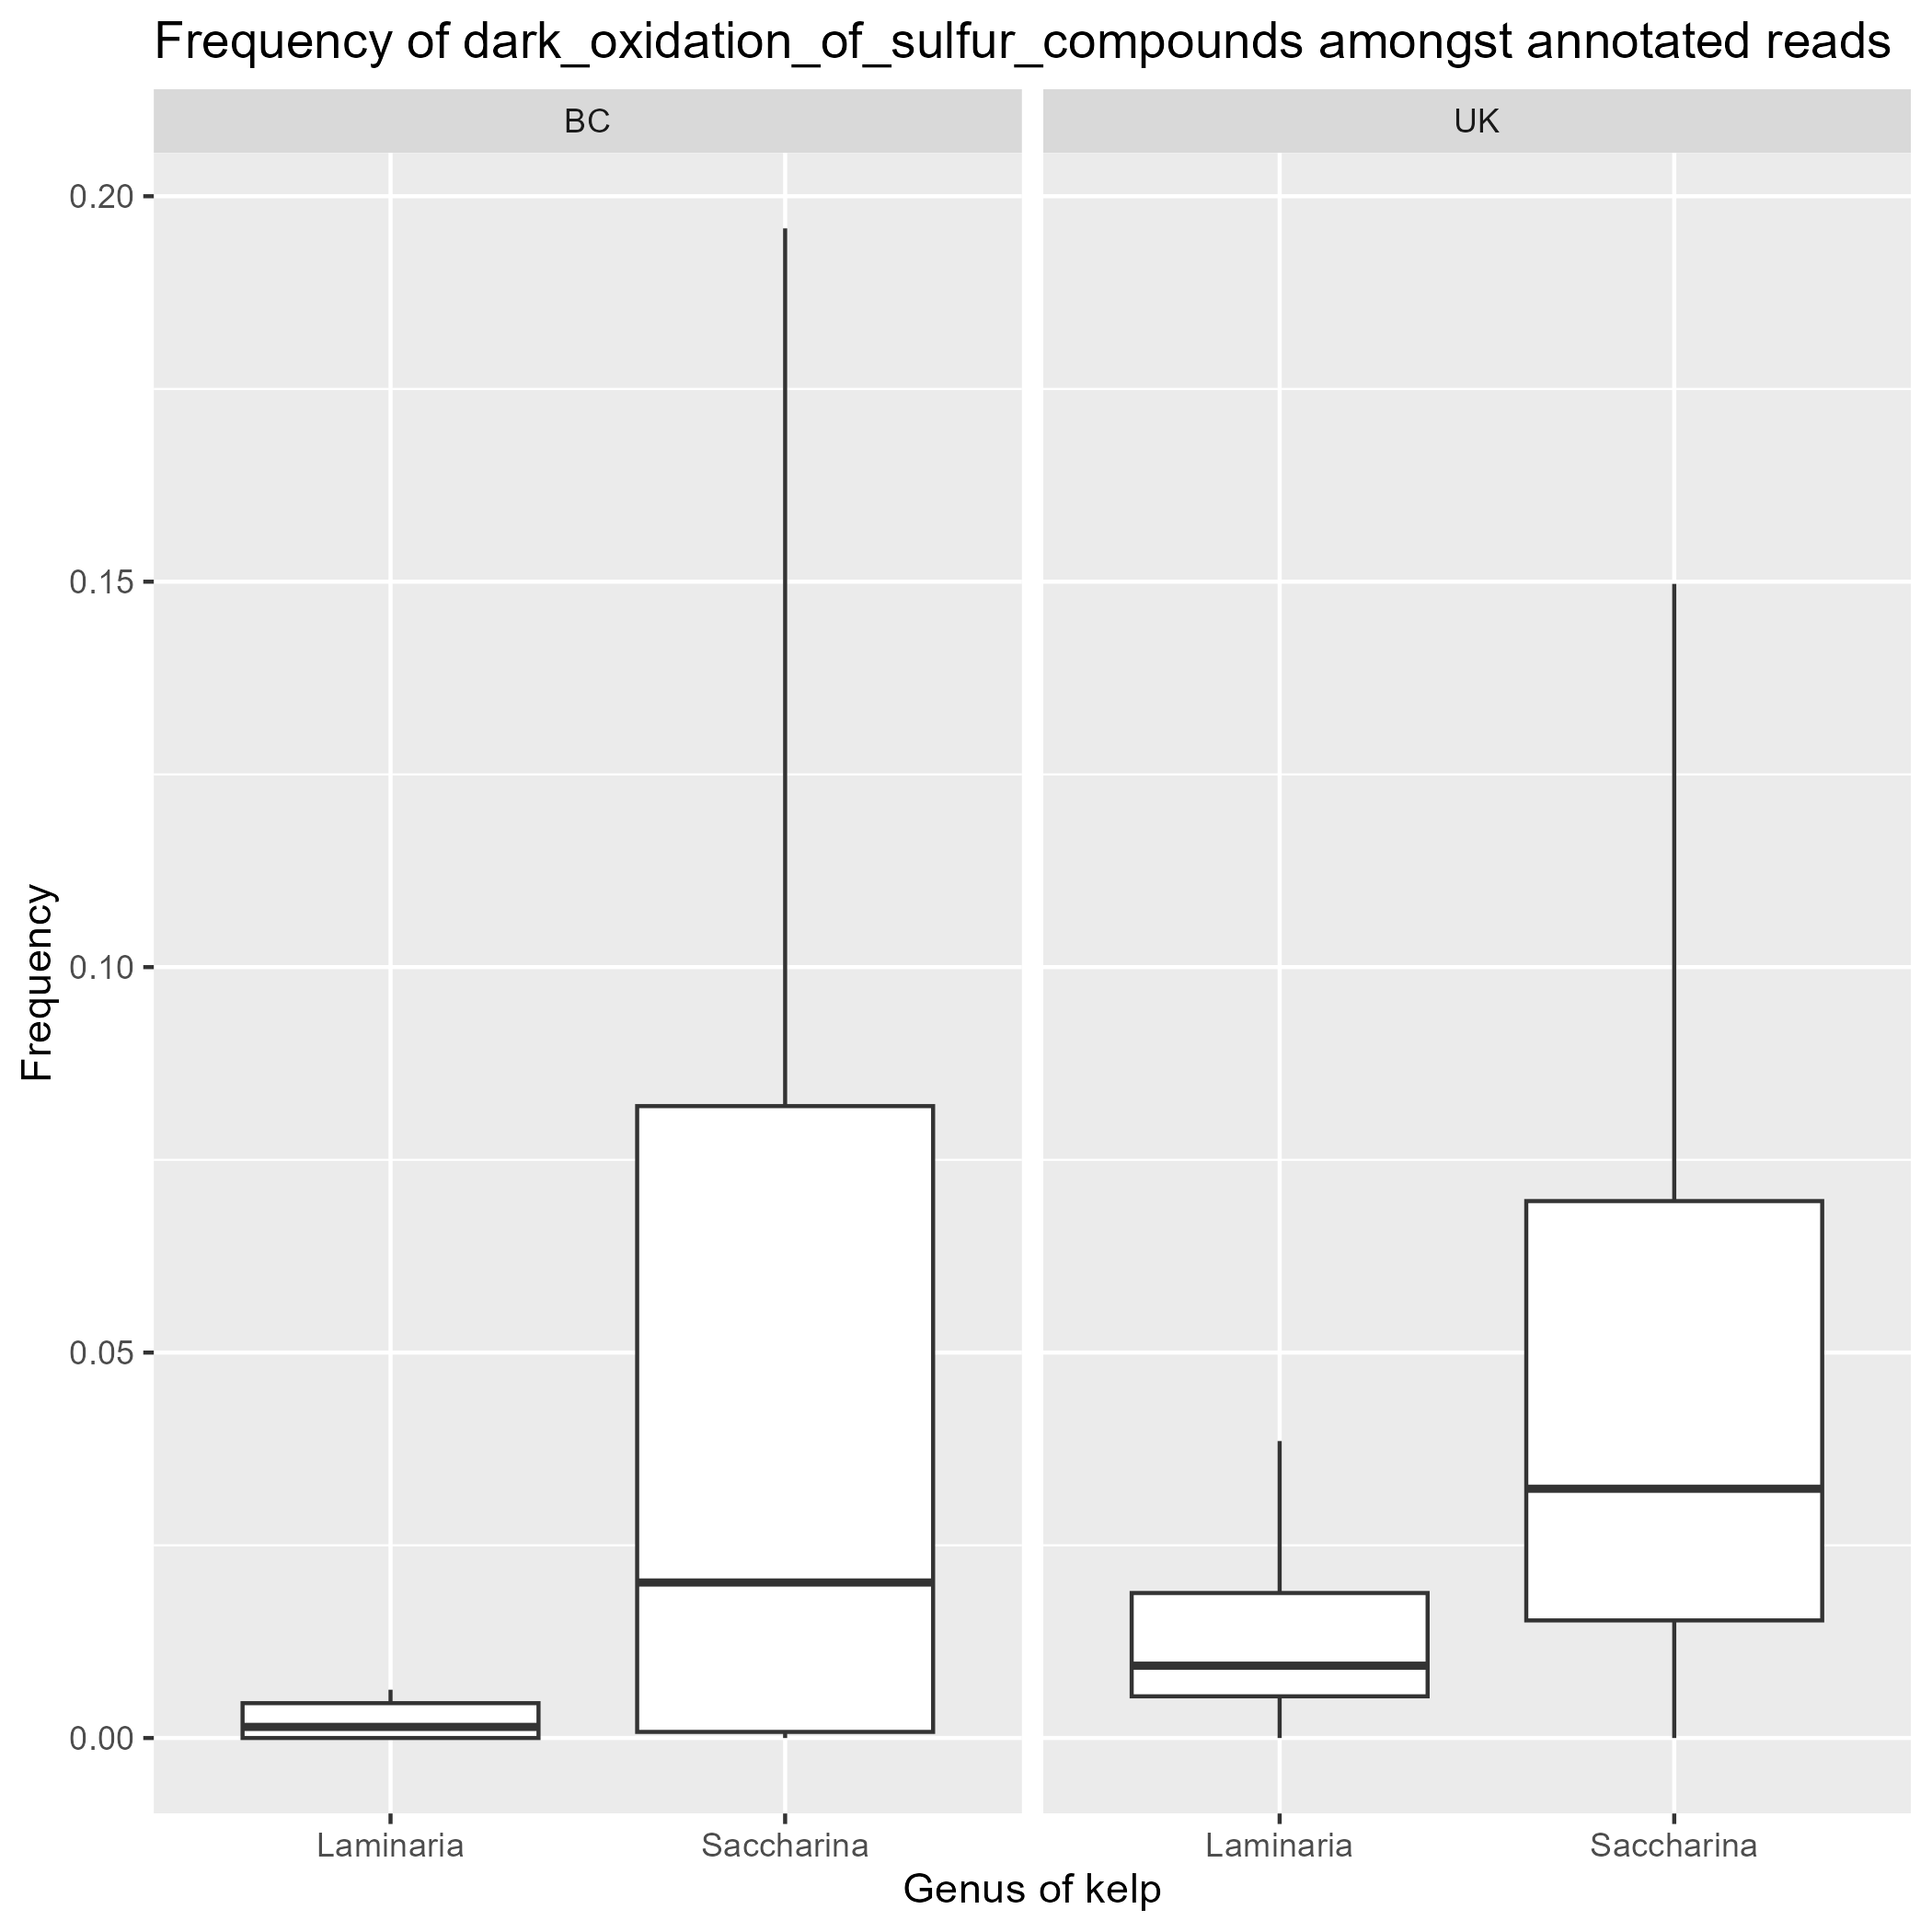 Frequency of dark_oxidation_of_sulfur_compounds amongst annotated reads
BC
UK
0.20
0.15
0.10
0.05
0.00
Frequency
Laminaria
Saccharina
Laminaria
Saccharina
Genus of kelp